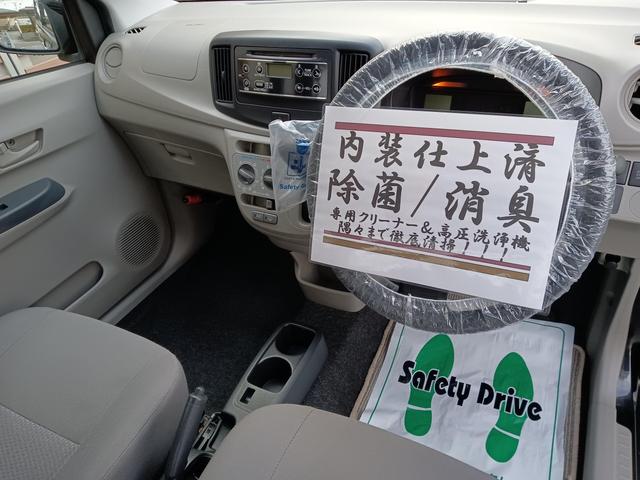 内装仕上済
除菌/消臭
専用クリーナー&高圧洗浄機
隅々まで徹底清掃!!!
Safety
Safety Drive